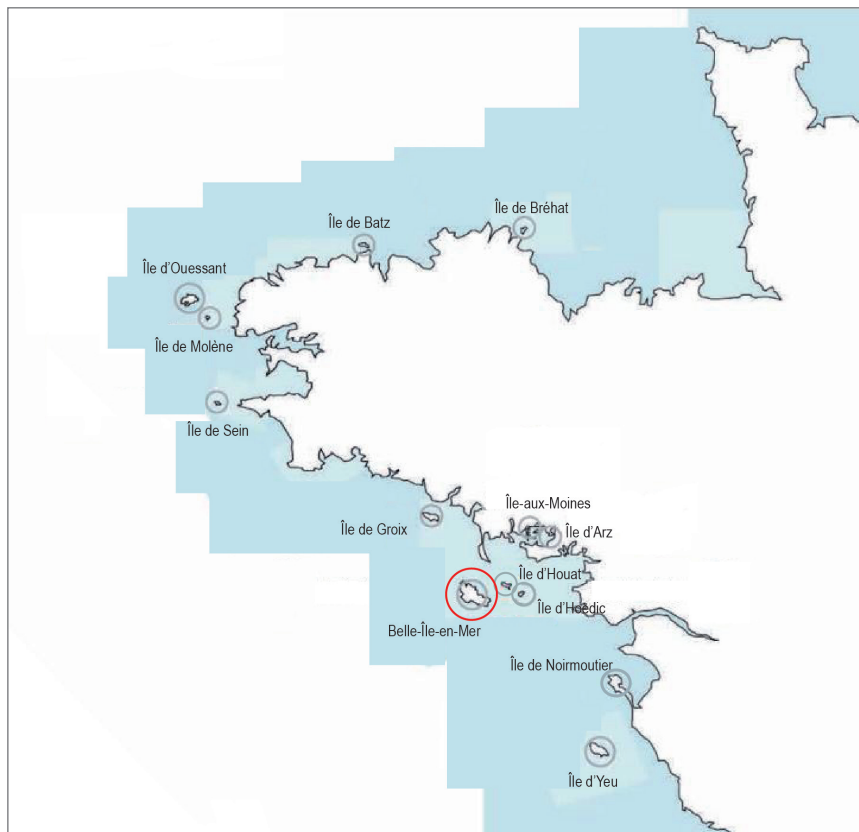 Île de Bréhat
Île de Batz
Île d'Ouessant
Île de Molène
Île de Sein
Île-aux-Moines
Île de Groix
Île d'Arz
Île d'Houat
Île d'Hoëdic
Belle-Île-en-Mer
Île de Noirmoutier
Île d'Yeu